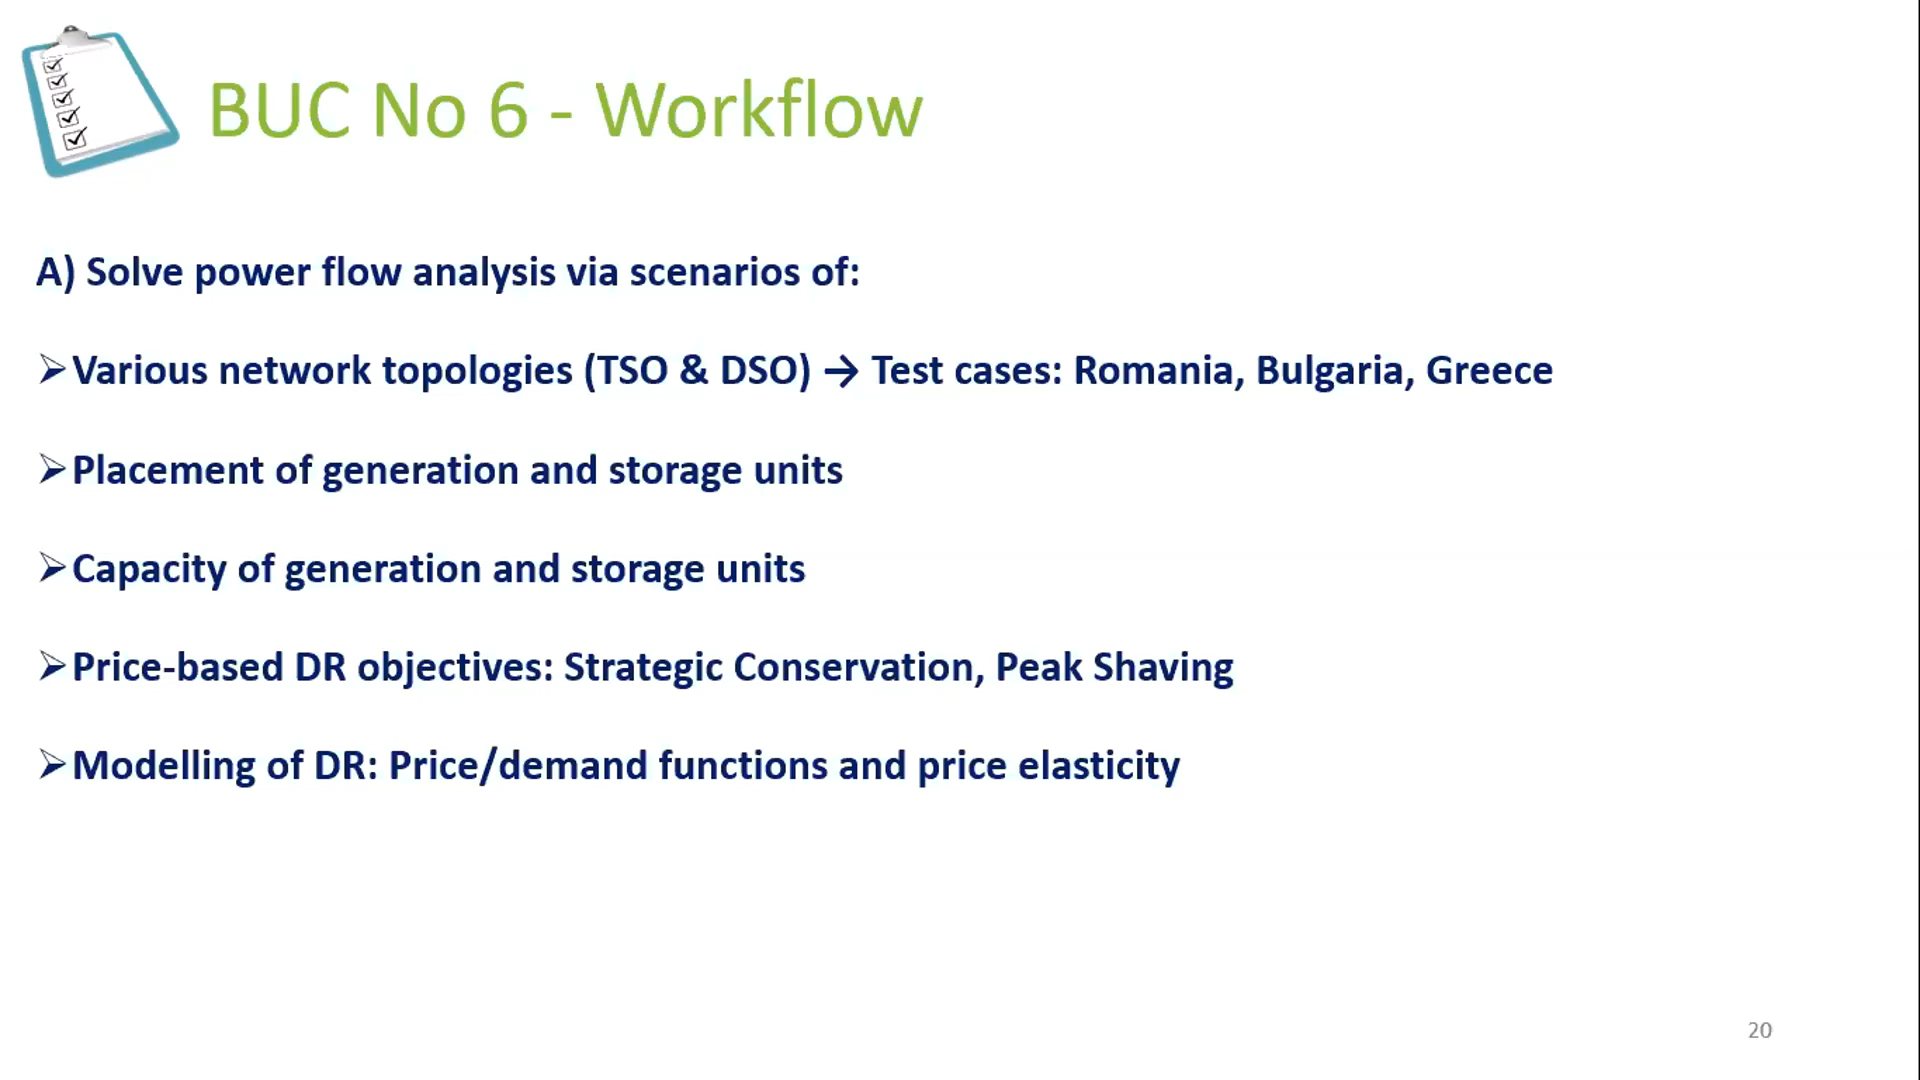 BUC No 6 - Workflow
A) Solve power flow analysis via scenarios of:
➢Various network topologies (TSO & DSO) → Test cases: Romania, Bulgaria, Greece
➢Placement of generation and storage units
➢Capacity of generation and storage units
➢Price-based DR objectives: Strategic Conservation, Peak Shaving
➢Modelling of DR: Price/demand functions and price elasticity
20